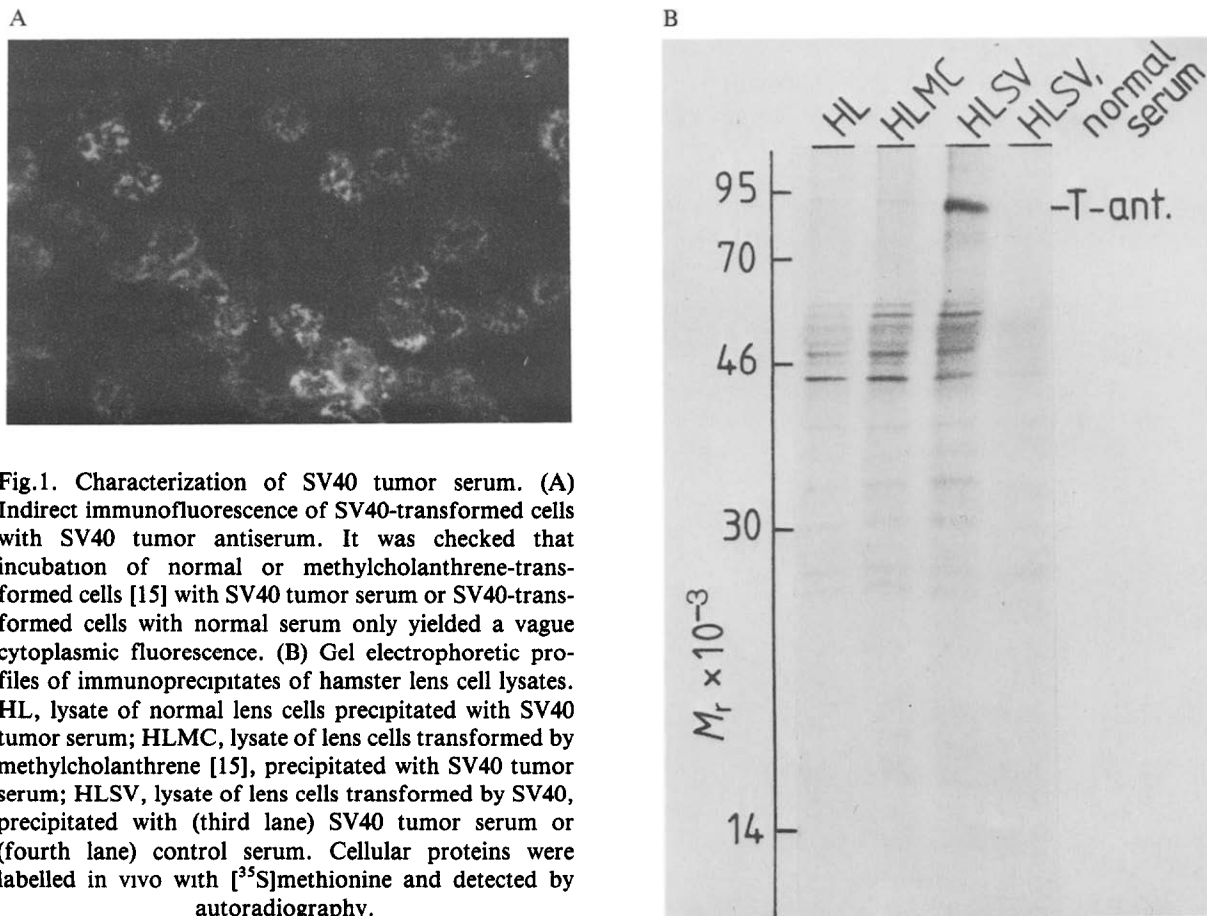 A
B
HL
HLMC
HLSV
HLSV,
normal
serum
95
70
46
30
14
-T-ant.
Mr × 10⁻³
Fig.1. Characterization of SV40 tumor serum. (A)
Indirect immunofluorescence of SV40-transformed cells
with SV40 tumor antiserum. It was checked that
incubation of normal or methylcholanthrene-trans-
formed cells [15] with SV40 tumor serum or SV40-trans-
formed cells with normal serum only yielded a vague
cytoplasmic fluorescence. (B) Gel electrophoretic pro-
files of immunoprecipitates of hamster lens cell lysates.
HL, lysate of normal lens cells precipitated with SV40
tumor serum; HLMC, lysate of lens cells transformed by
methylcholanthrene [15], precipitated with SV40 tumor
serum; HLSV, lysate of lens cells transformed by SV40,
precipitated with (third lane) SV40 tumor serum or
(fourth lane) control serum. Cellular proteins were
labelled in vivo with [³⁵S]methionine and detected by
autoradiography.